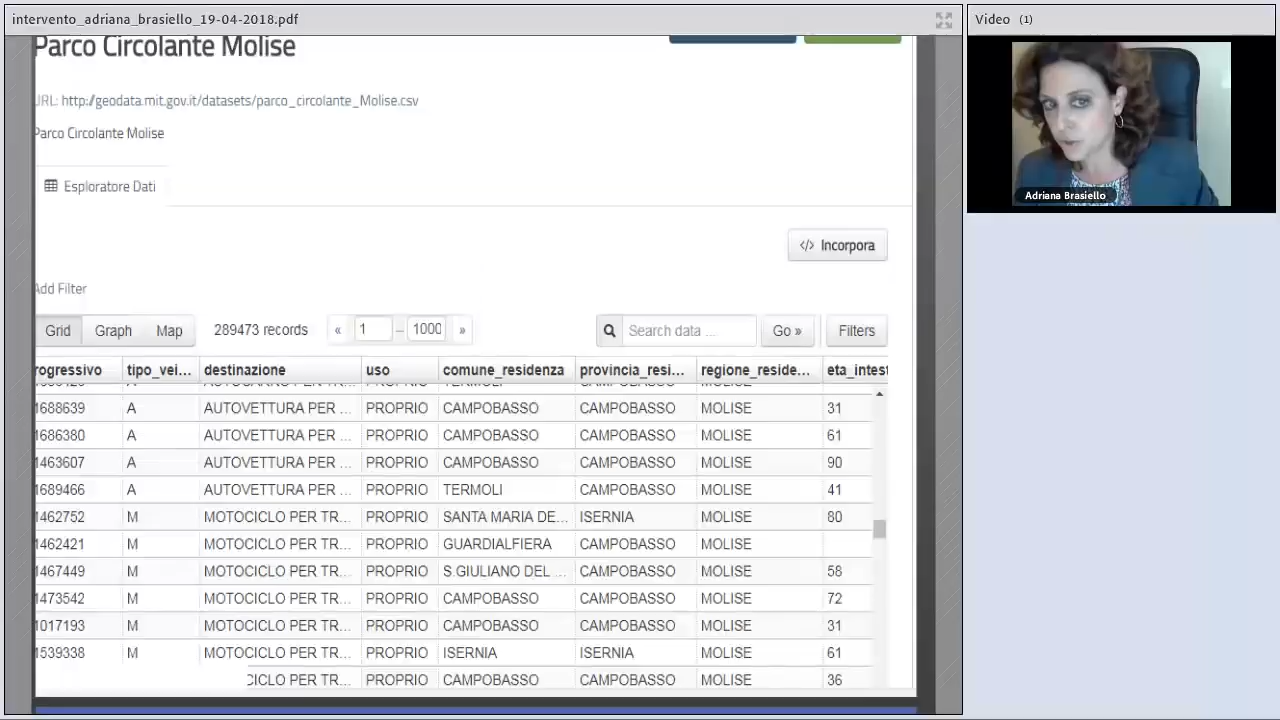 intervento_adriana_brasiello_19-04-2018.pdf
Video (1)
Parco Circolante Molise
URL: http://geodata.mit.gov.it/datasets/parco_circolante_Molise.csv
Parco Circolante Molise
Esploratore Dati
</> Incorpora
Add Filter
Grid Graph Map 289473 records « 1 – 1000 » Search data ... Go » Filters
rogressivo tipo_vei... destinazione uso comune_residenza provincia_resi... regione_reside... eta_intest
1688639 A AUTOVETTURA PER ... PROPRIO CAMPOBASSO CAMPOBASSO MOLISE 31
1686380 A AUTOVETTURA PER ... PROPRIO CAMPOBASSO CAMPOBASSO MOLISE 61
1463607 A AUTOVETTURA PER ... PROPRIO CAMPOBASSO CAMPOBASSO MOLISE 90
1689466 A AUTOVETTURA PER ... PROPRIO TERMOLI CAMPOBASSO MOLISE 41
1462752 M MOTOCICLO PER TR... PROPRIO SANTA MARIA DE... ISERNIA MOLISE 80
1462421 M MOTOCICLO PER TR... PROPRIO GUARDIALFIERA CAMPOBASSO MOLISE
1467449 M MOTOCICLO PER TR... PROPRIO S.GIULIANO DEL ... CAMPOBASSO MOLISE 58
1473542 M MOTOCICLO PER TR... PROPRIO CAMPOBASSO CAMPOBASSO MOLISE 72
1017193 M MOTOCICLO PER TR... PROPRIO CAMPOBASSO CAMPOBASSO MOLISE 31
1539338 M MOTOCICLO PER TR... PROPRIO ISERNIA ISERNIA MOLISE 61
CICLO PER TR... PROPRIO CAMPOBASSO CAMPOBASSO MOLISE 36
Adriana Brasiello